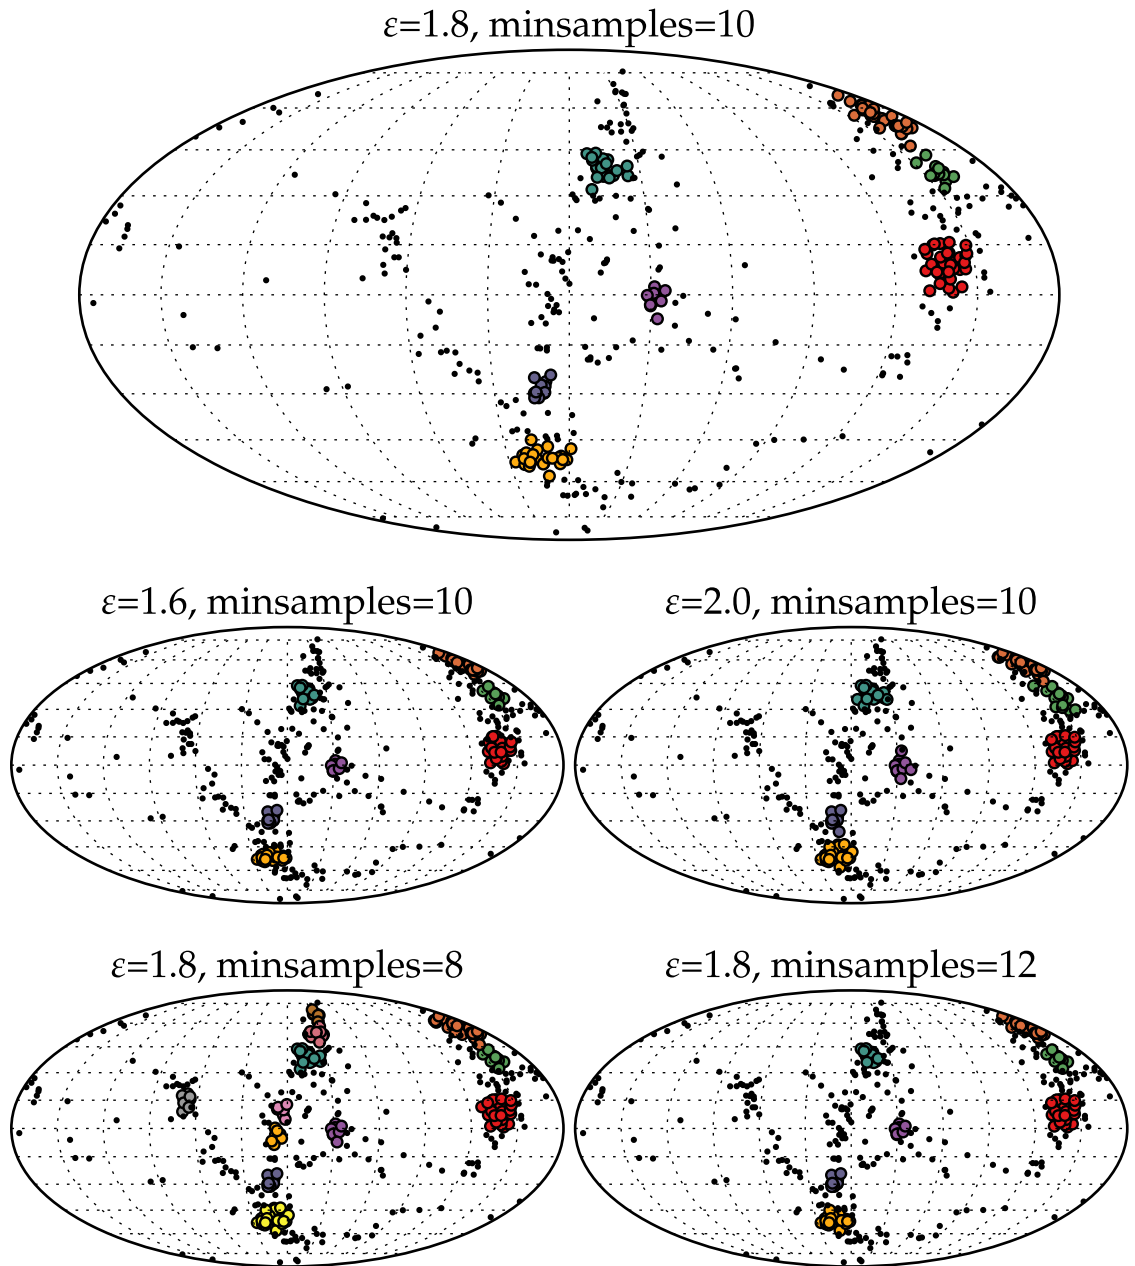 ε=1.8, minsamples=10
ε=1.6, minsamples=10
ε=2.0, minsamples=10
ε=1.8, minsamples=8
ε=1.8, minsamples=12